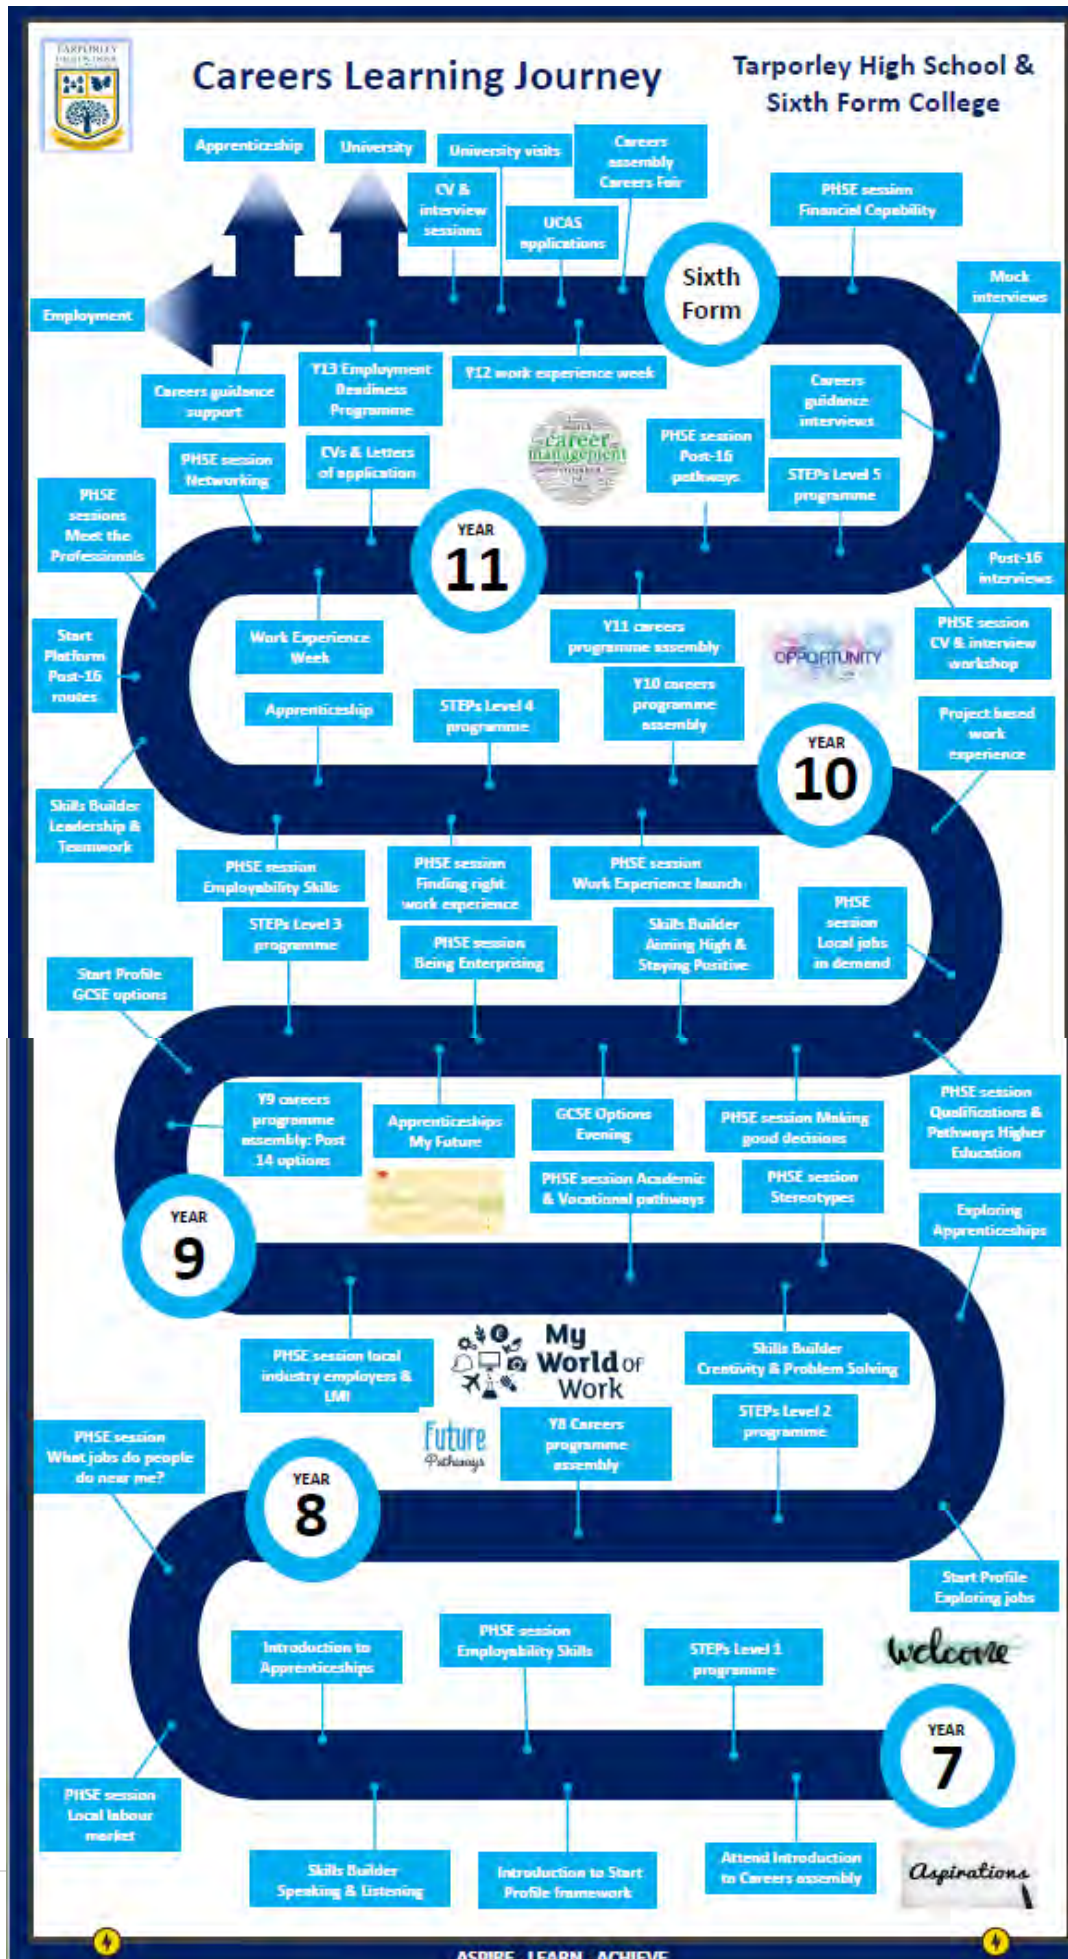 TARPORLEY
Careers Learning Journey
Tarporley High School &
Sixth Form College
Apprenticeship
University
University visits
Careers
assembly
Careers Fair
CV &
interview
sessions
UCAS
applications
PHSE session
Financial Capability
Sixth
Form
Mock
interviews
Employment
Careers guidance
support
Y13 Employment
Readiness
Programme
Y12 work experience week
Careers
guidance
interviews
career
management
PHSE session
Networking
CVs & Letters
of application
PHSE session
Post-16
pathways
STEPs Level 5
programme
PHSE
sessions
Meet the
Professionals
YEAR
11
Post-16
interviews
Start
Platform
Post-16
routes
Work Experience
Week
Y11 careers
programme assembly
OPPORTUNITY
PHSE session
CV & interview
workshop
Apprenticeship
STEPs Level 4
programme
Y10 careers
programme
assembly
Project based
work
experience
YEAR
10
Skills Builder
Leadership &
Teamwork
PHSE session
Employability Skills
PHSE session
Finding right
work experience
PHSE session
Work Experience launch
PHSE
session
Local jobs
in demand
STEPs Level 3
programme
PHSE session
Being Enterprising
Skills Builder
Aiming High &
Staying Positive
Start Profile
GCSE options
Y9 careers
programme
assembly: Post
14 options
Apprenticeships
My Future
GCSE Options
Evening
PHSE session Making
good decisions
PHSE session
Qualifications &
Pathways Higher
Education
PHSE session Academic
& Vocational pathways
PHSE session
Stereotypes
Exploring
Apprenticeships
YEAR
9
PHSE session local
industry employers &
LMI
My
World OF
Work
Skills Builder
Creativity & Problem Solving
Future
Pathways
Y8 Careers
programme
assembly
STEPs Level 2
programme
PHSE session
What jobs do people
do near me?
YEAR
8
Start Profile
Exploring jobs
Introduction to
Apprenticeships
PHSE session
Employability Skills
STEPs Level 1
programme
Welcome
YEAR
7
PHSE session
Local labour
market
Skills Builder
Speaking & Listening
Introduction to Start
Profile framework
Attend Introduction
to Careers assembly
Aspirations
ASPIRE LEARN ACHIEVE